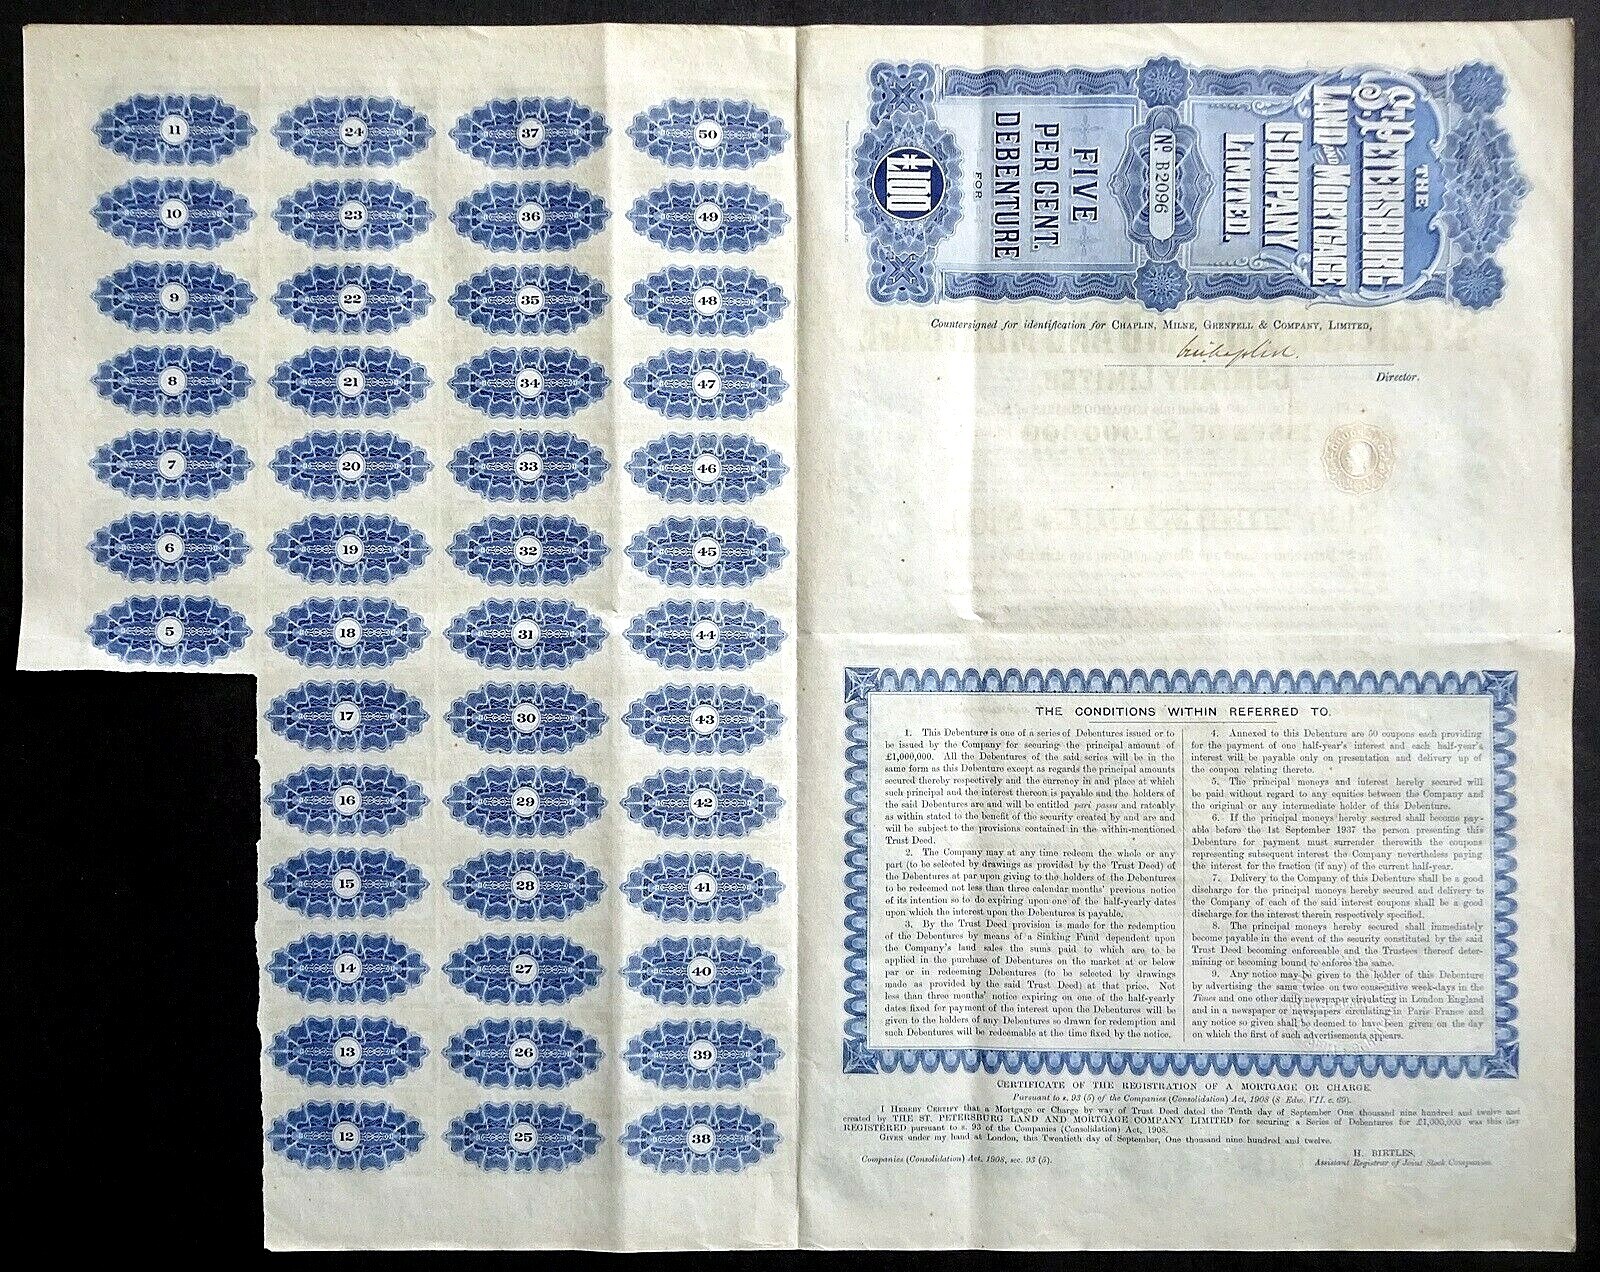 11 24 37 50
10 23 36 49
9 22 35 48
8 21 34 47
7 20 33 46
6 19 32 45
5 18 31 44
17 30 43
16 29 42
15 28 41
14 27 40
13 26 39
12 25 38
THE
ST. PETERSBURG
LAND AND MORTGAGE
COMPANY
LIMITED.
No. B2096
FIVE
PER CENT.
DEBENTURE
FOR
£100
Countersigned for identification for CHAPLIN, MILNE, GRENFELL & COMPANY, LIMITED,
Director.
THE CONDITIONS WITHIN REFERRED TO.
1. This Debenture is one of a series of Debentures issued or to
be issued by the Company for securing the principal amount of
£1,000,000. All the Debentures of the said series will be in the
same form as this Debenture except as regards the principal amounts
secured thereby respectively and the currency in and place at which
such principal and the interest thereon is payable and the holders of
the said Debentures are and will be entitled pari passu and rateably
as within stated to the benefit of the security created by and are and
will be subject to the provisions contained in the within-mentioned
Trust Deed.
2. The Company may at any time redeem the whole or any
part (to be selected by drawings as provided by the Trust Deed) of
the Debentures at par upon giving to the holders of the Debentures
to be redeemed not less than three calendar months' previous notice
of its intention so to do expiring upon one of the half-yearly dates
upon which the interest upon the Debentures is payable.
3. By the Trust Deed provision is made for the redemption
of the Debentures by means of a Sinking Fund dependent upon
the Company's land sales the sums paid to which are to be
applied in the purchase of Debentures on the market at or below
par or in redeeming Debentures (to be selected by drawings
made as provided by the said Trust Deed) at that price. Not
less than three months' notice expiring on one of the half-yearly
dates fixed for payment of the interest upon the Debentures will be
given to the holders of any Debentures so drawn for redemption and
such Debentures will be redeemable at the time fixed by the notice.
4. Annexed to this Debenture are 50 coupons each providing
for the payment of one half-year's interest and each half-year's
interest will be payable only on presentation and delivery up of
the coupon relating thereto.
5. The principal moneys and interest hereby secured will
be paid without regard to any equities between the Company and
the original or any intermediate holder of this Debenture.
6. If the principal moneys hereby secured shall become pay-
able before the 1st September 1937 the person presenting this
Debenture for payment must surrender therewith the coupons
representing subsequent interest the Company nevertheless paying
the interest for the fraction (if any) of the current half-year.
7. Delivery to the Company of this Debenture shall be a good
discharge for the principal moneys hereby secured and delivery to
the Company of each of the said interest coupons shall be a good
discharge for the interest therein respectively specified.
8. The principal moneys hereby secured shall immediately
become payable in the event of the security constituted by the said
Trust Deed becoming enforceable and the Trustees thereof deter-
mining or becoming bound to enforce the same.
9. Any notice may be given to the holder of this Debenture
by advertising the same twice on two consecutive week-days in the
Times and one other daily newspaper circulating in London England
and in a newspaper or newspapers circulating in Paris France and
any notice so given shall be deemed to have been given on the day
on which the first of such advertisements appears.
CERTIFICATE OF THE REGISTRATION OF A MORTGAGE OR CHARGE.
Pursuant to s. 93 (5) of the Companies (Consolidation) Act, 1908 (8 Edw. VII. c. 69).
I HEREBY CERTIFY that a Mortgage or Charge by way of Trust Deed dated the Tenth day of September One thousand nine hundred and twelve and
created by THE ST. PETERSBURG LAND AND MORTGAGE COMPANY LIMITED for securing a Series of Debentures for £1,000,000 was this day
REGISTERED pursuant to s. 93 of the Companies (Consolidation) Act, 1908.
GIVEN under my hand at London, this Twentieth day of September, One thousand nine hundred and twelve.
H. BIRTLES,
Companies (Consolidation) Act, 1908, sec. 93 (5).
Assistant Registrar of Joint Stock Companies.